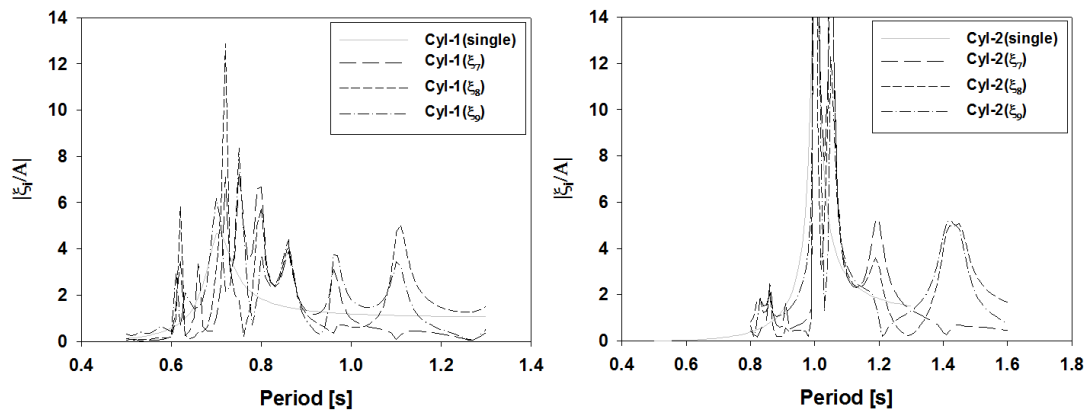 14
12
10
8
6
4
2
0
|ξi/A|
Cyl-1(single)
Cyl-1(ξ7)
Cyl-1(ξ8)
Cyl-1(ξ9)
0.4 0.6 0.8 1.0 1.2 1.4
Period [s]
14
12
10
8
6
4
2
0
|ξi/A|
Cyl-2(single)
Cyl-2(ξ7)
Cyl-2(ξ8)
Cyl-2(ξ9)
0.4 0.6 0.8 1.0 1.2 1.4 1.6 1.8
Period [s]